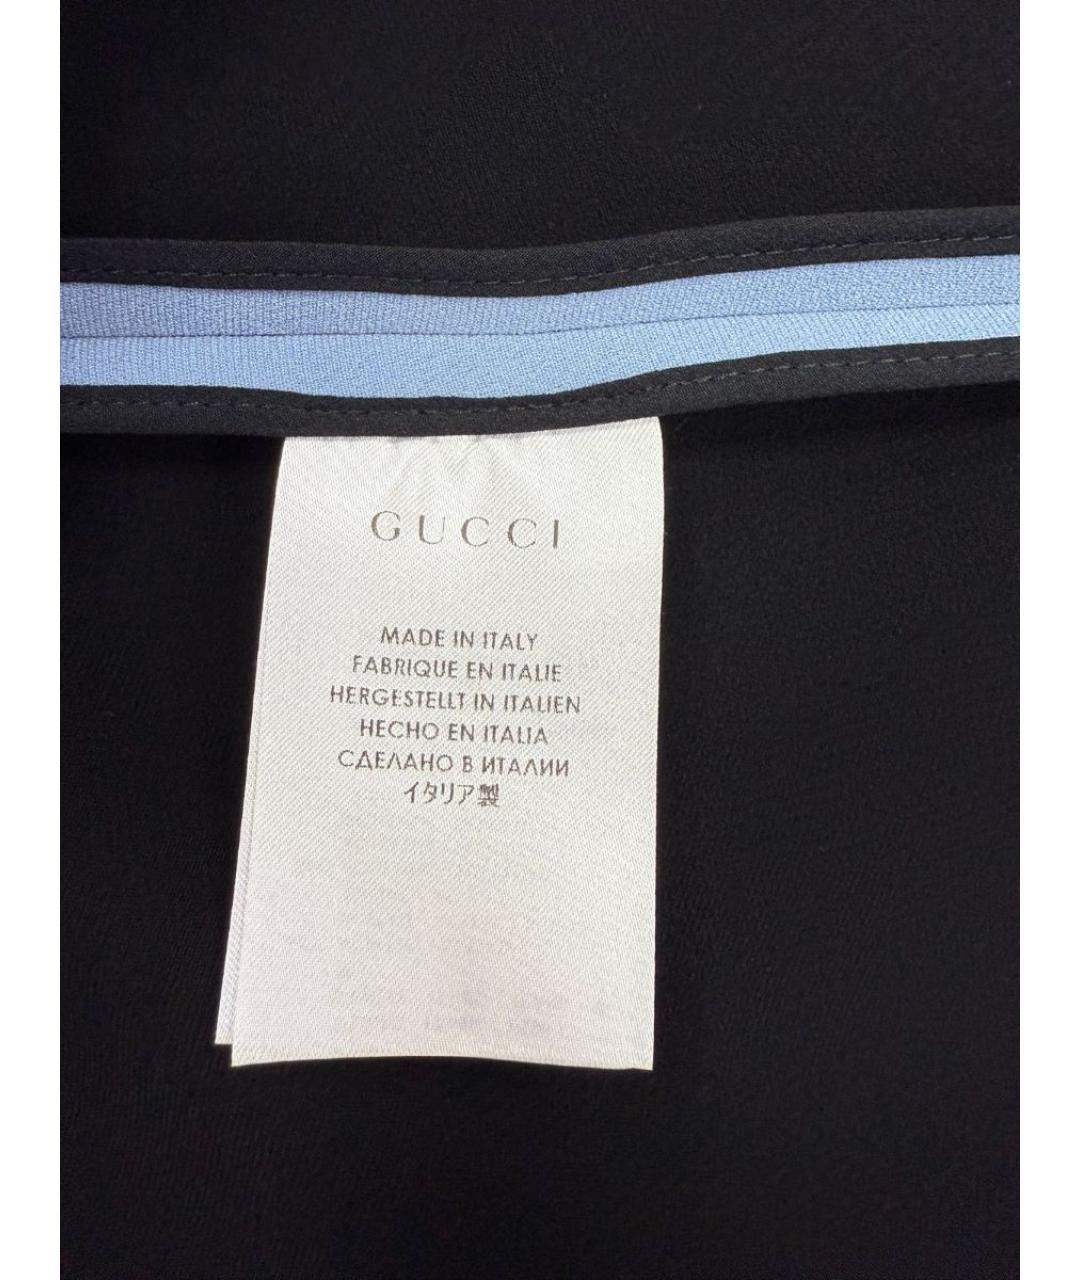 GUCCI
MADE IN ITALY
FABRIQUE EN ITALIE
HERGESTELLT IN ITALIEN
HECHO EN ITALIA
СДЕЛАНО В ИТАЛИИ
イタリア製